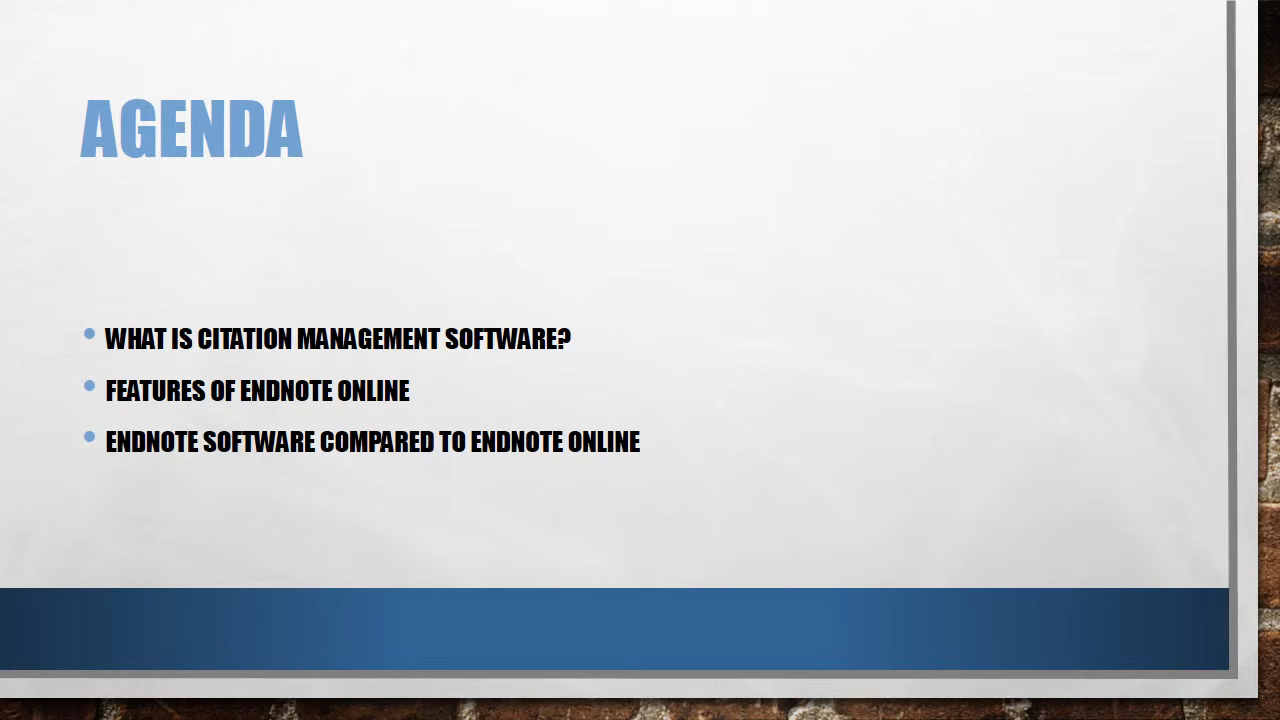 AGENDA
• WHAT IS CITATION MANAGEMENT SOFTWARE?
• FEATURES OF ENDNOTE ONLINE
• ENDNOTE SOFTWARE COMPARED TO ENDNOTE ONLINE